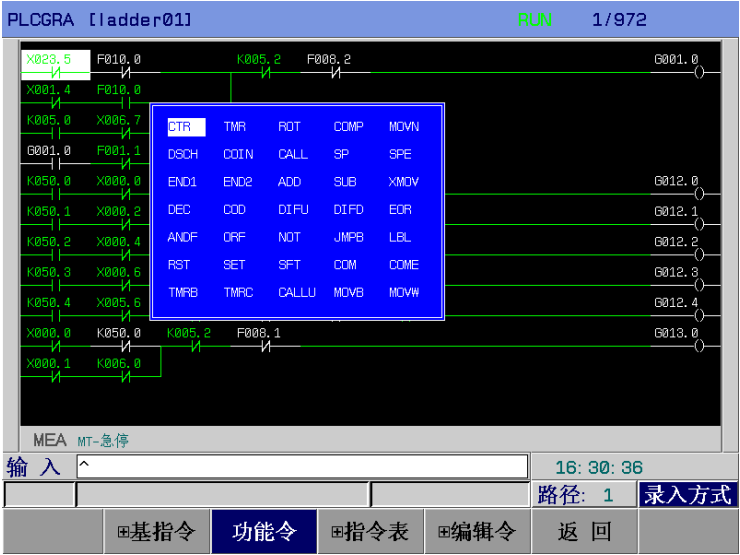 PLCGRA [ladder01] RUN 1/972
X028.5 F010.0 K005.2 F008.2 G001.0
X001.4 F010.0
K005.0 X006.7
G001.0 F001.1
K050.0 X000.0 G012.0
K050.1 X000.2 G012.1
K050.2 X000.4 G012.2
K050.3 X000.6 G012.3
K050.4 X005.6 G012.4
X000.0 K050.0 K005.2 F008.1 G013.0
X000.1 K006.0
CTR TMR ROT COMP MOVN
DSCH COIN CALL SP SPE
END1 END2 ADD SUB XMOV
DEC COD DIFU DIFD EOR
ANDF ORF NOT JMPB LBL
RST SET SFT COM COME
TMRB TMRC CALLU MOVB MOVW
MEA MT-急停
输 入 ^ 16:30:36
路径: 1 录入方式
⊞基指令 功能令 ⊞指令表 ⊞编辑令 返 回